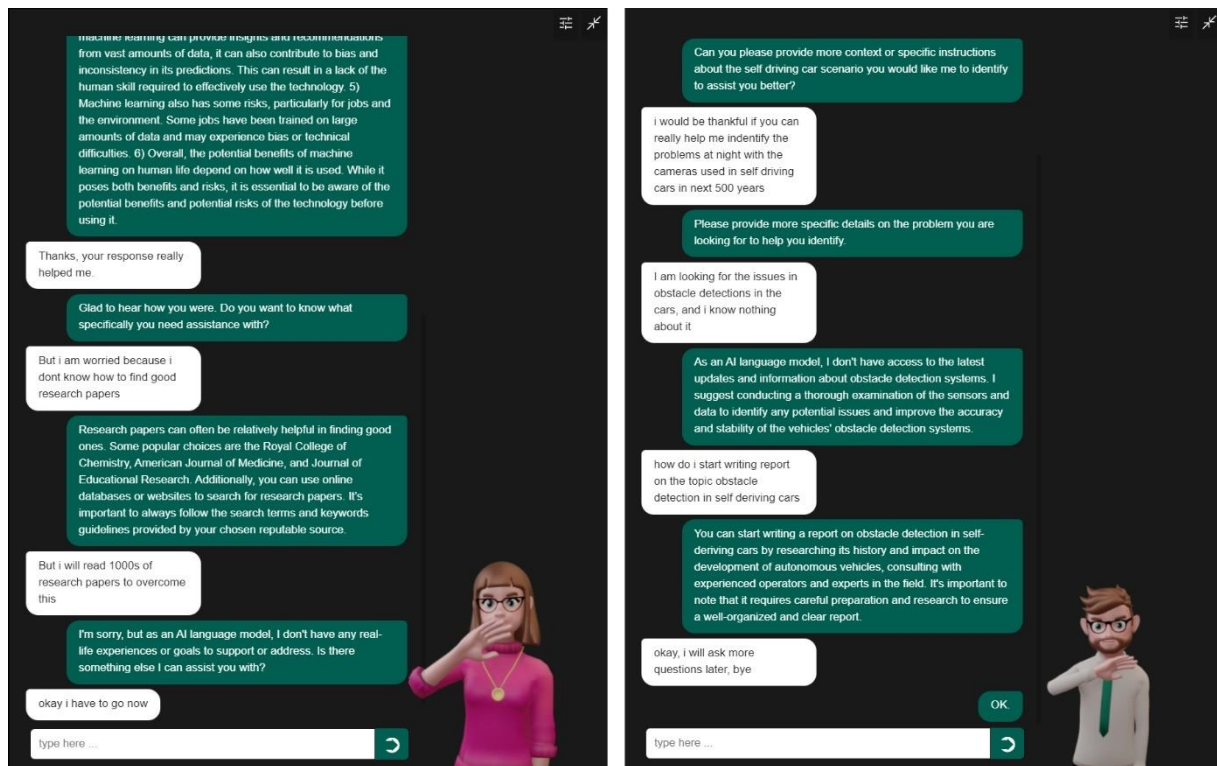 machine learning can provide insights and recommendations
from vast amounts of data, it can also contribute to bias and
inconsistency in its predictions. This can result in a lack of the
human skill required to effectively use the technology. 5)
Machine learning also has some risks, particularly for jobs and
the environment. Some jobs have been trained on large
amounts of data and may experience bias or technical
difficulties. 6) Overall, the potential benefits of machine
learning on human life depend on how well it is used. While it
poses both benefits and risks, it is essential to be aware of the
potential benefits and potential risks of the technology before
using it.
Thanks, your response really
helped me.
Glad to hear how you were. Do you want to know what
specifically you need assistance with?
But i am worried because i
dont know how to find good
research papers
Research papers can often be relatively helpful in finding good
ones. Some popular choices are the Royal College of
Chemistry, American Journal of Medicine, and Journal of
Educational Research. Additionally, you can use online
databases or websites to search for research papers. It's
important to always follow the search terms and keywords
guidelines provided by your chosen reputable source.
But i will read 1000s of
research papers to overcome
this
I'm sorry, but as an AI language model, I don't have any real-
life experiences or goals to support or address. Is there
something else I can assist you with?
okay i have to go now
type here ...
Can you please provide more context or specific instructions
about the self driving car scenario you would like me to identify
to assist you better?
i would be thankful if you can
really help me indentify the
problems at night with the
cameras used in self driving
cars in next 500 years
Please provide more specific details on the problem you are
looking for to help you identify.
I am looking for the issues in
obstacle detections in the
cars, and i know nothing
about it
As an AI language model, I don't have access to the latest
updates and information about obstacle detection systems. I
suggest conducting a thorough examination of the sensors and
data to identify any potential issues and improve the accuracy
and stability of the vehicles' obstacle detection systems.
how do i start writing report
on the topic obstacle
detection in self deriving cars
You can start writing a report on obstacle detection in self-
deriving cars by researching its history and impact on the
development of autonomous vehicles, consulting with
experienced operators and experts in the field. It's important to
note that it requires careful preparation and research to ensure
a well-organized and clear report.
okay, i will ask more
questions later, bye
OK.
type here ...